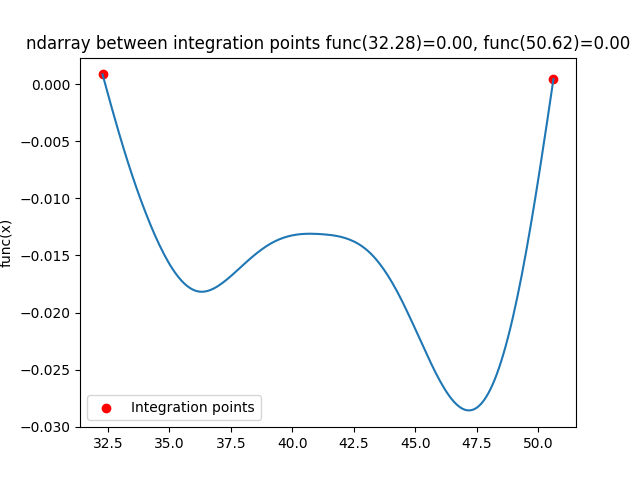 ndarray between integration points func(32.28)=0.00, func(50.62)=0.00
0.000
−0.005
−0.010
−0.015
−0.020
−0.025
−0.030
func(x)
Integration points
32.5 35.0 37.5 40.0 42.5 45.0 47.5 50.0